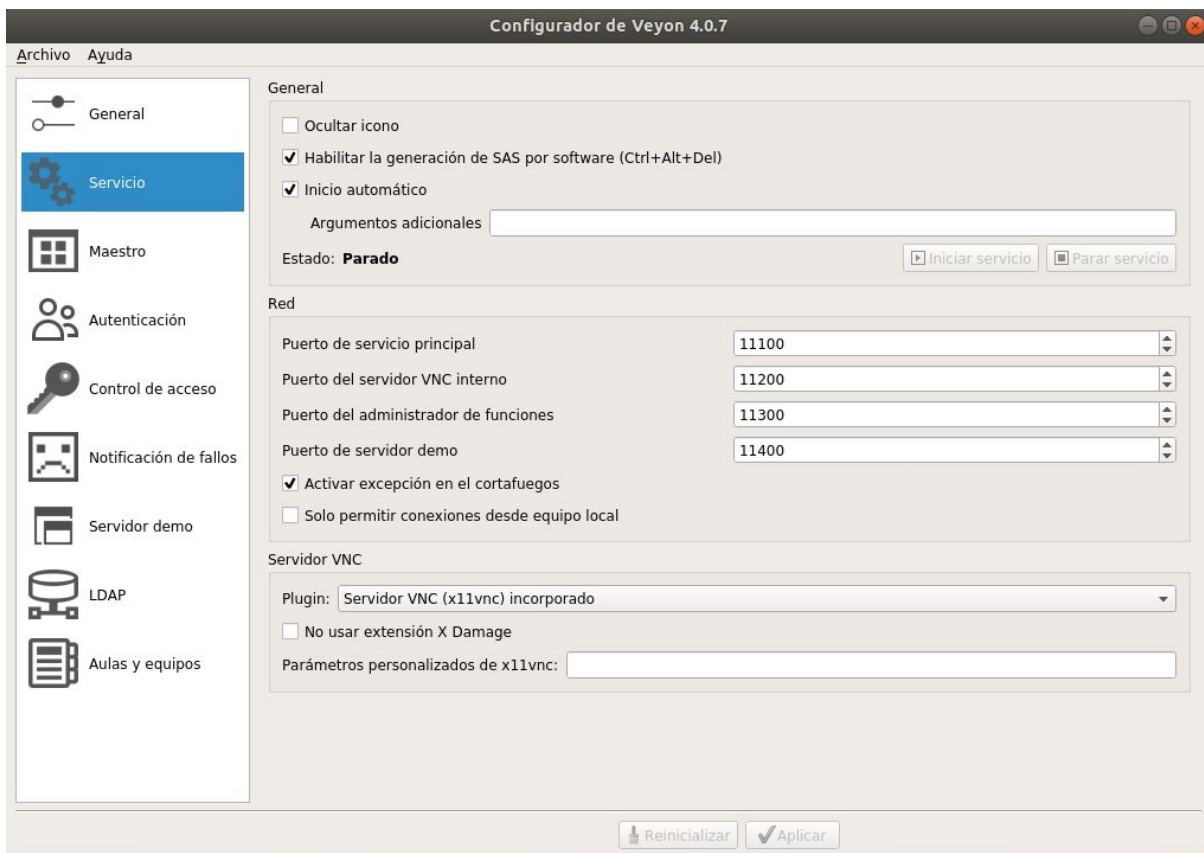 Configurador de Veyon 4.0.7
Archivo Ayuda
General
Servicio
Maestro
Autenticación
Control de acceso
Notificación de fallos
Servidor demo
LDAP
Aulas y equipos
General
Ocultar icono
Habilitar la generación de SAS por software (Ctrl+Alt+Del)
Inicio automático
Argumentos adicionales
Estado: Parado
Iniciar servicio
Parar servicio
Red
Puerto de servicio principal 11100
Puerto del servidor VNC interno 11200
Puerto del administrador de funciones 11300
Puerto de servidor demo 11400
Activar excepción en el cortafuegos
Solo permitir conexiones desde equipo local
Servidor VNC
Plugin: Servidor VNC (x11vnc) incorporado
No usar extensión X Damage
Parámetros personalizados de x11vnc:
Reinicializar
Aplicar